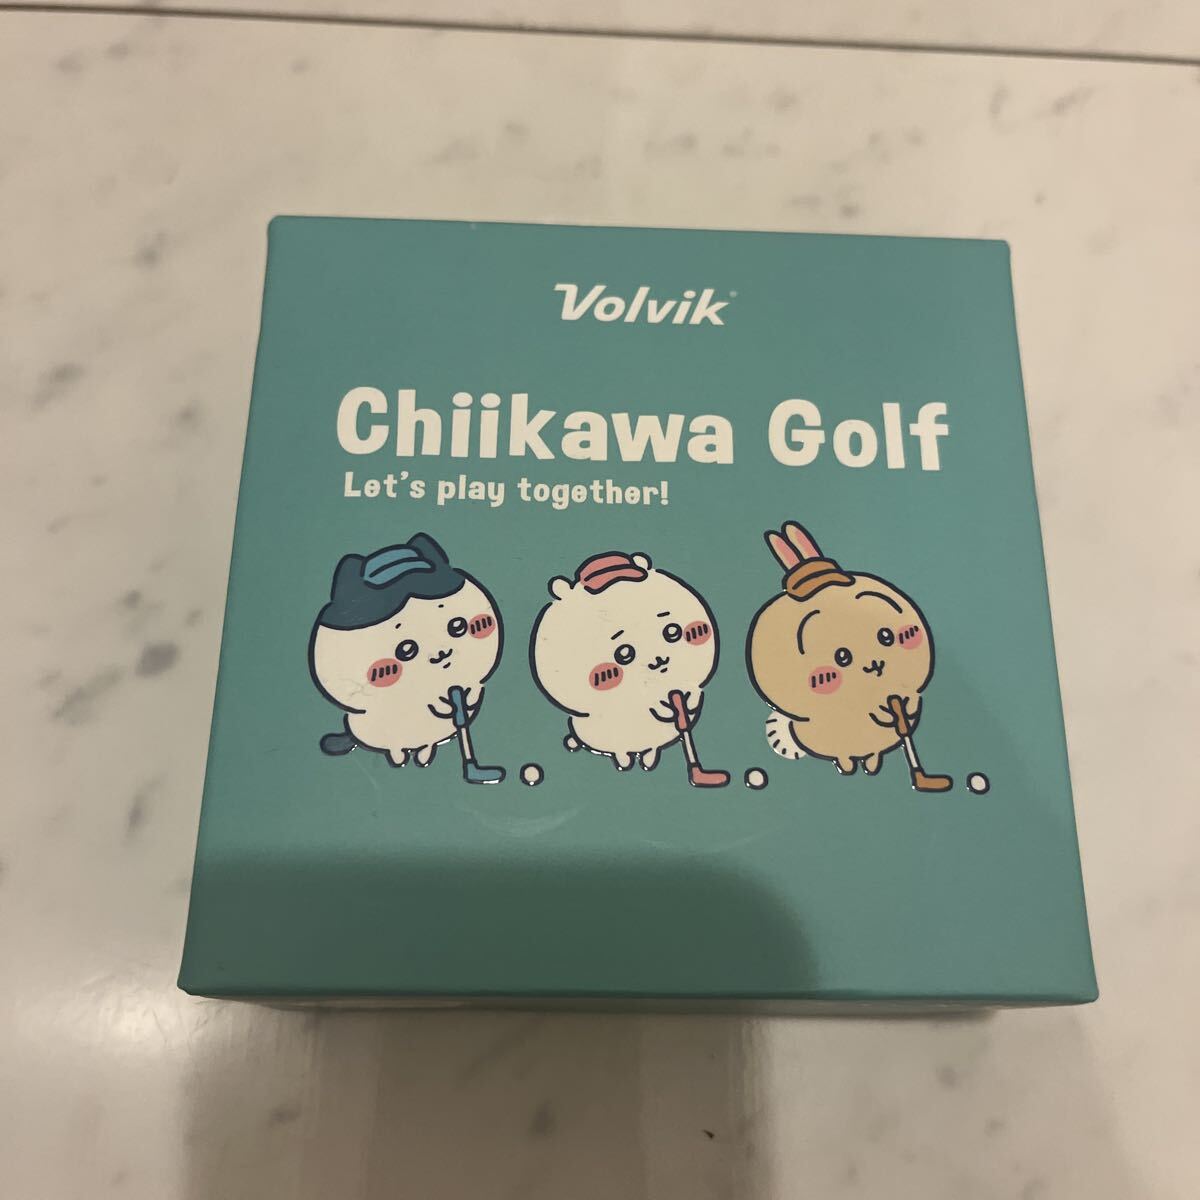 Volvik
Chiikawa Golf
Let's play together!